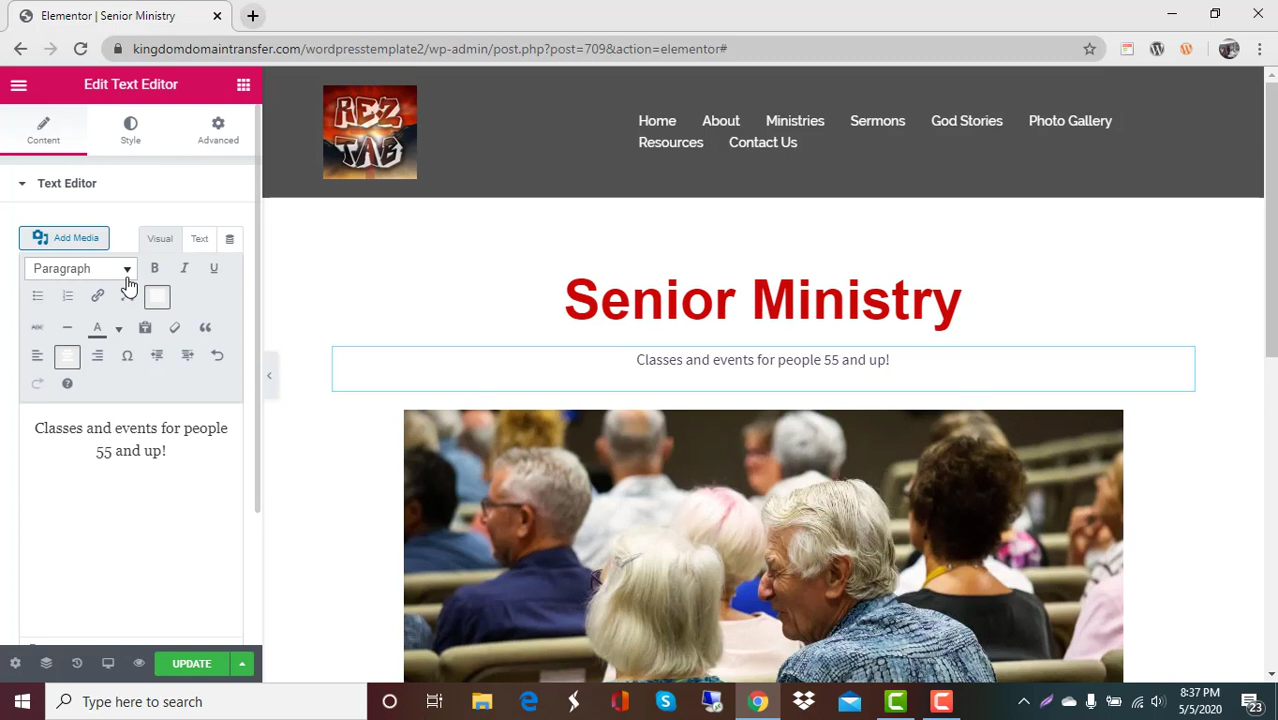 Elementor | Senior Ministry
kingdomdomaintransfer.com/wordpresstemplate2/wp-admin/post.php?post=709&action=elementor#
Edit Text Editor
Content
Style
Advanced
Text Editor
Add Media
Visual
Text
Paragraph
B
I
U
ABC
A
Classes and events for people
55 and up!
UPDATE
REZ
TAB
Home
About
Ministries
Sermons
God Stories
Photo Gallery
Resources
Contact Us
Senior Ministry
Classes and events for people 55 and up!
Type here to search
8:37 PM
5/5/2020
23